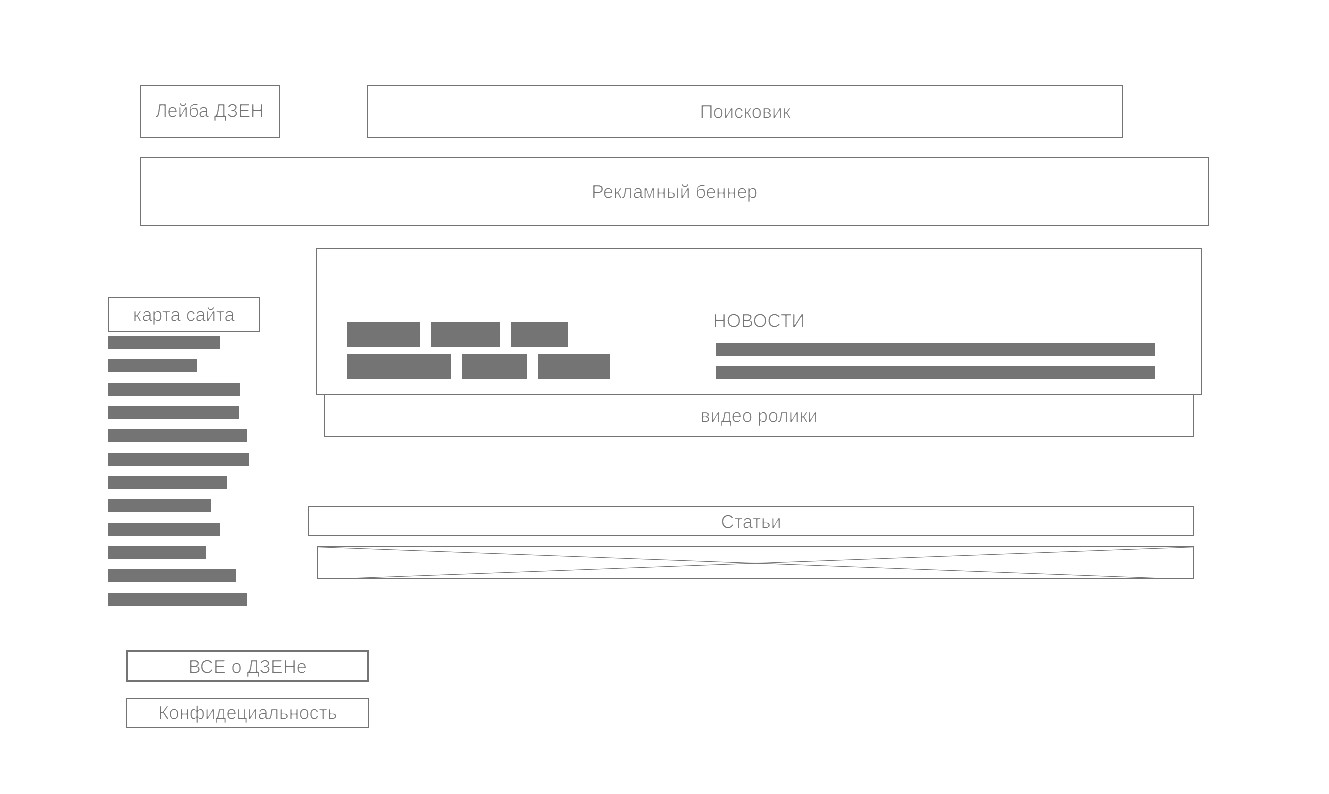 Лейба ДЗЕН
Поисковик
Рекламный беннер
карта сайта
НОВОСТИ
видео ролики
Статьи
ВСЕ о ДЗЕНе
Конфидециальность